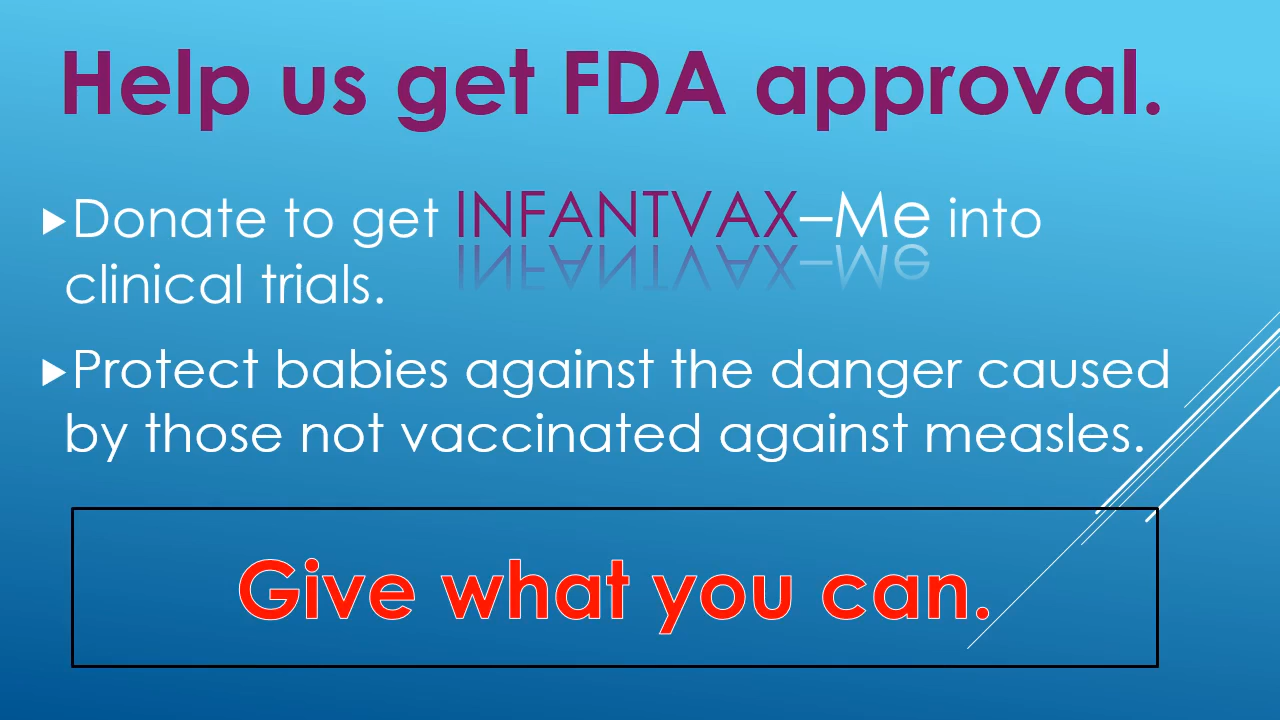 Help us get FDA approval.
▶Donate to get INFANTVAX–Me into
clinical trials.
▶Protect babies against the danger caused
by those not vaccinated against measles.
Give what you can.